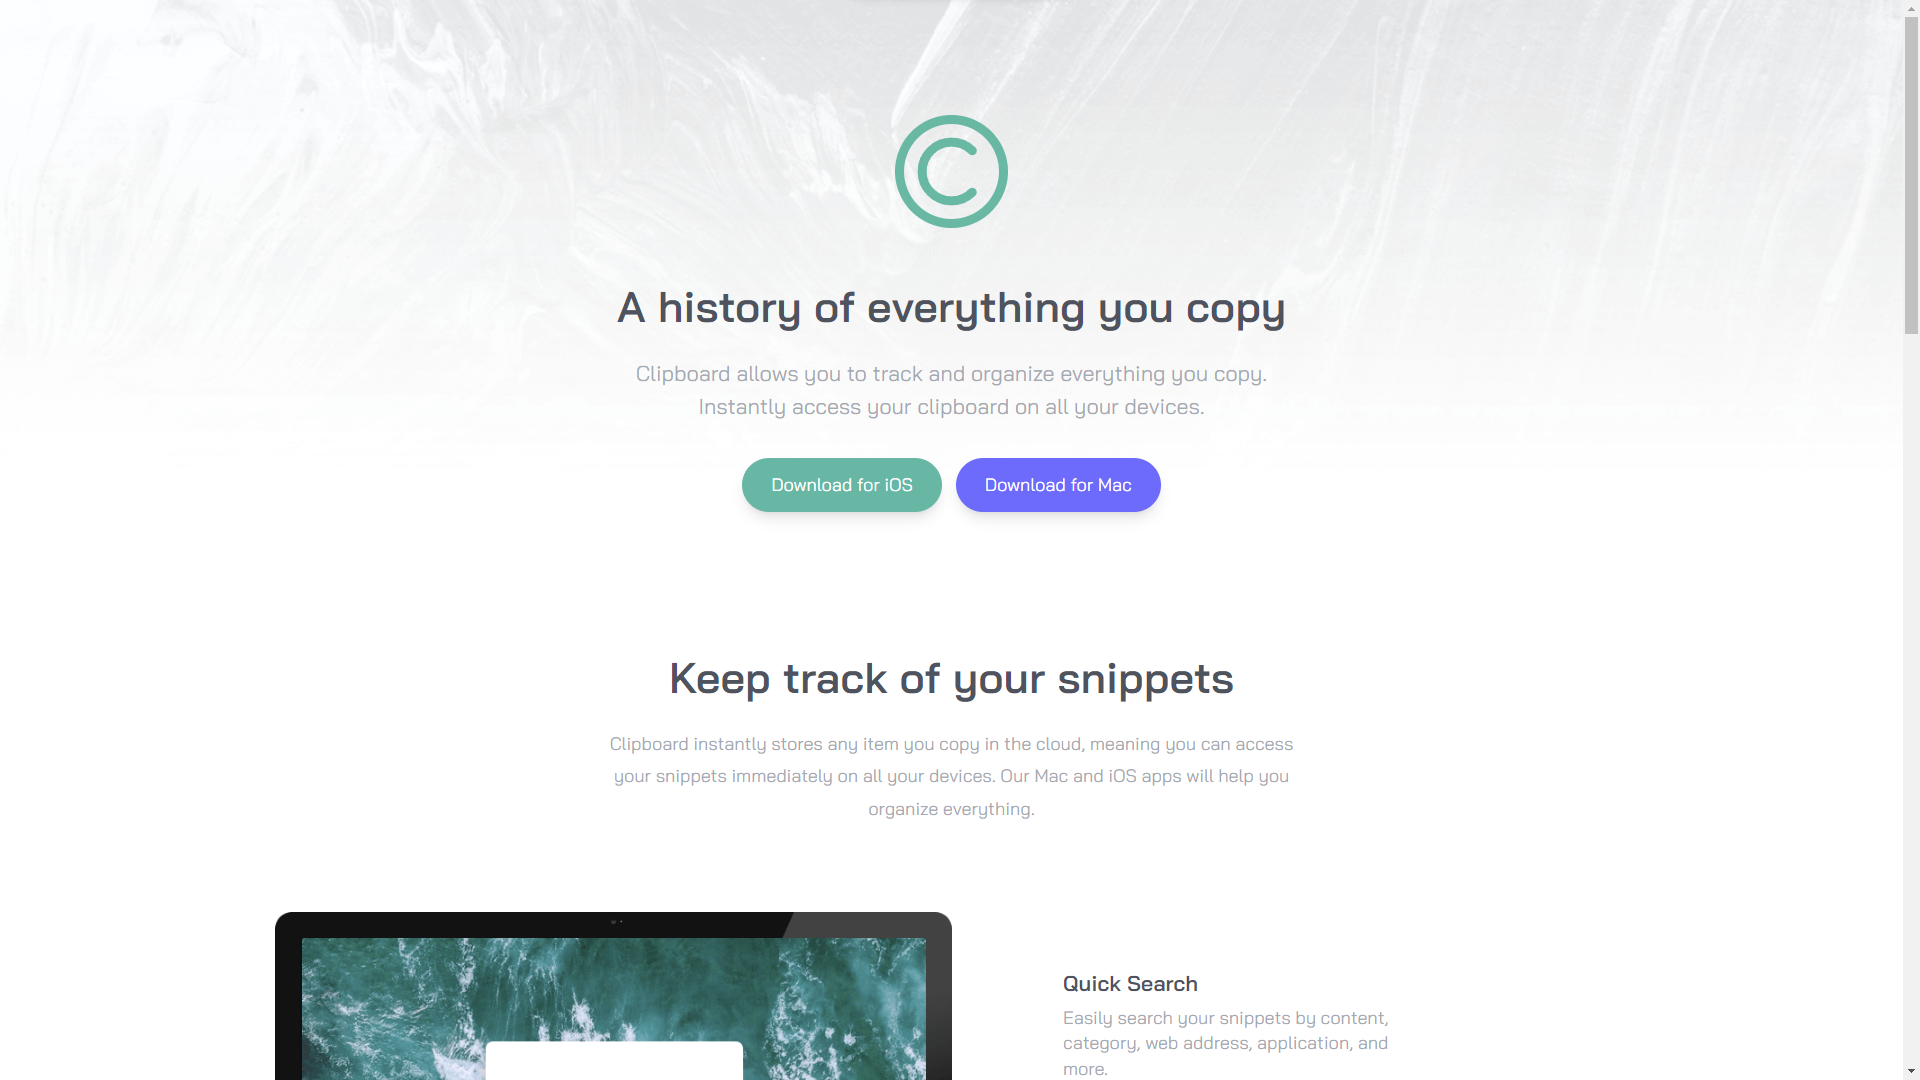 A history of everything you copy
Clipboard allows you to track and organize everything you copy.
Instantly access your clipboard on all your devices.
Download for iOS
Download for Mac
Keep track of your snippets
Clipboard instantly stores any item you copy in the cloud, meaning you can access
your snippets immediately on all your devices. Our Mac and iOS apps will help you
organize everything.
Quick Search
Easily search your snippets by content,
category, web address, application, and
more.